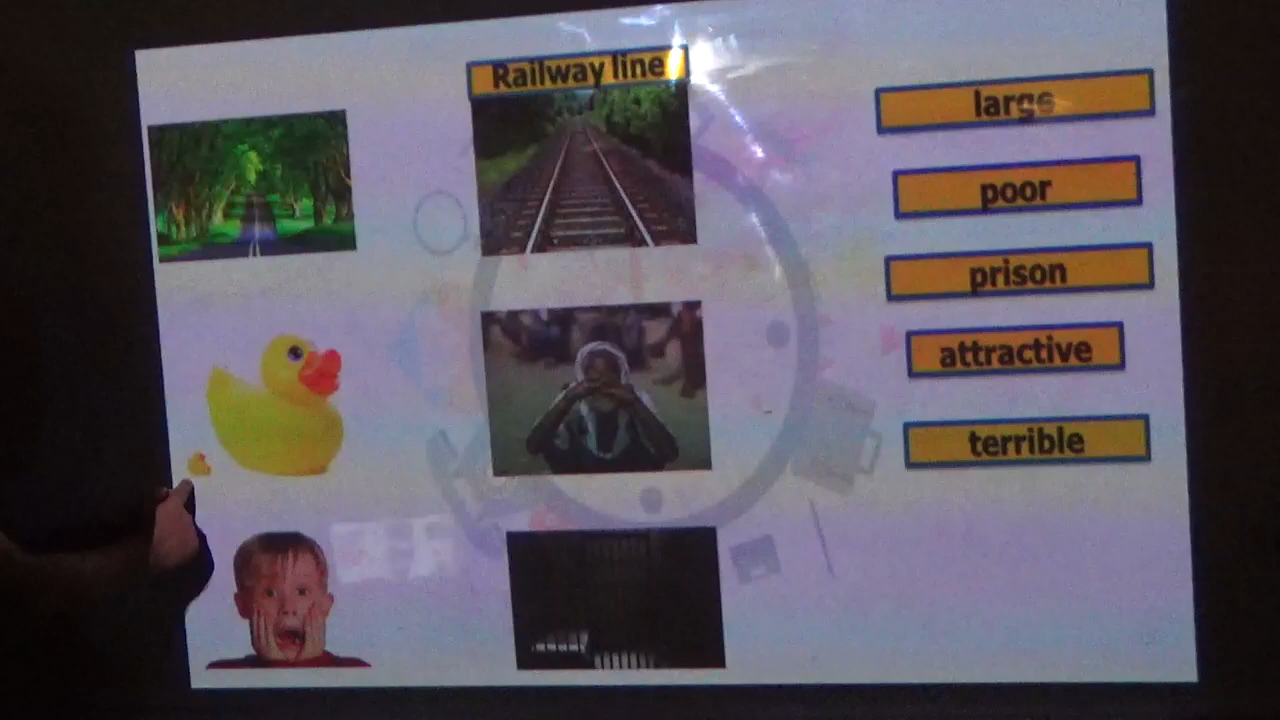 Railway line
large
poor
prison
attractive
terrible